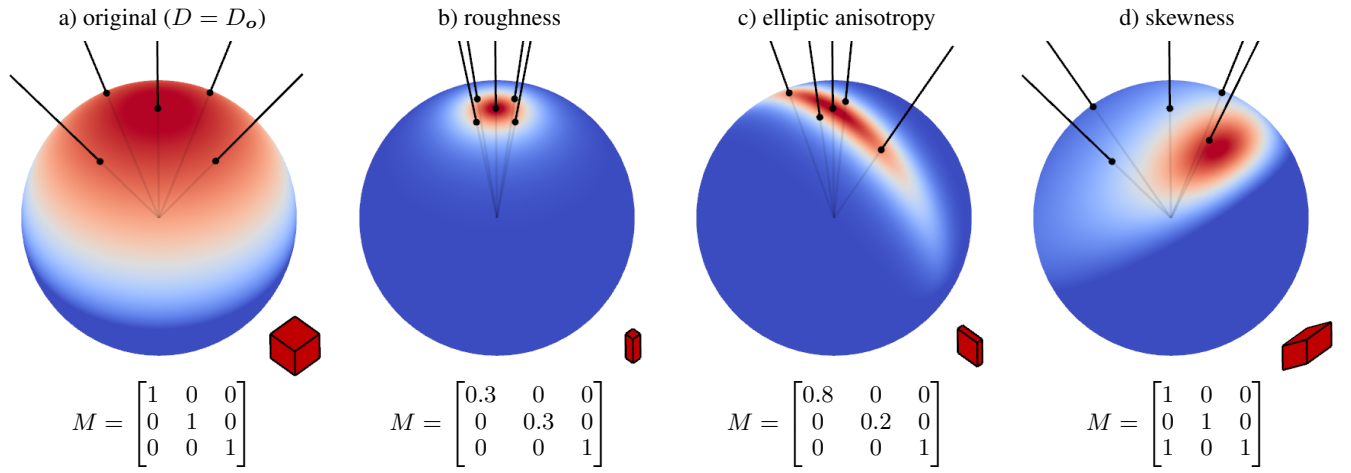 a) original (D = Dₒ)
b) roughness
c) elliptic anisotropy
d) skewness
M = [1 0 0
0 1 0
0 0 1]
M = [0.3 0 0
0 0.3 0
0 0 1]
M = [0.8 0 0
0 0.2 0
0 0 1]
M = [1 0 0
0 1 0
1 0 1]